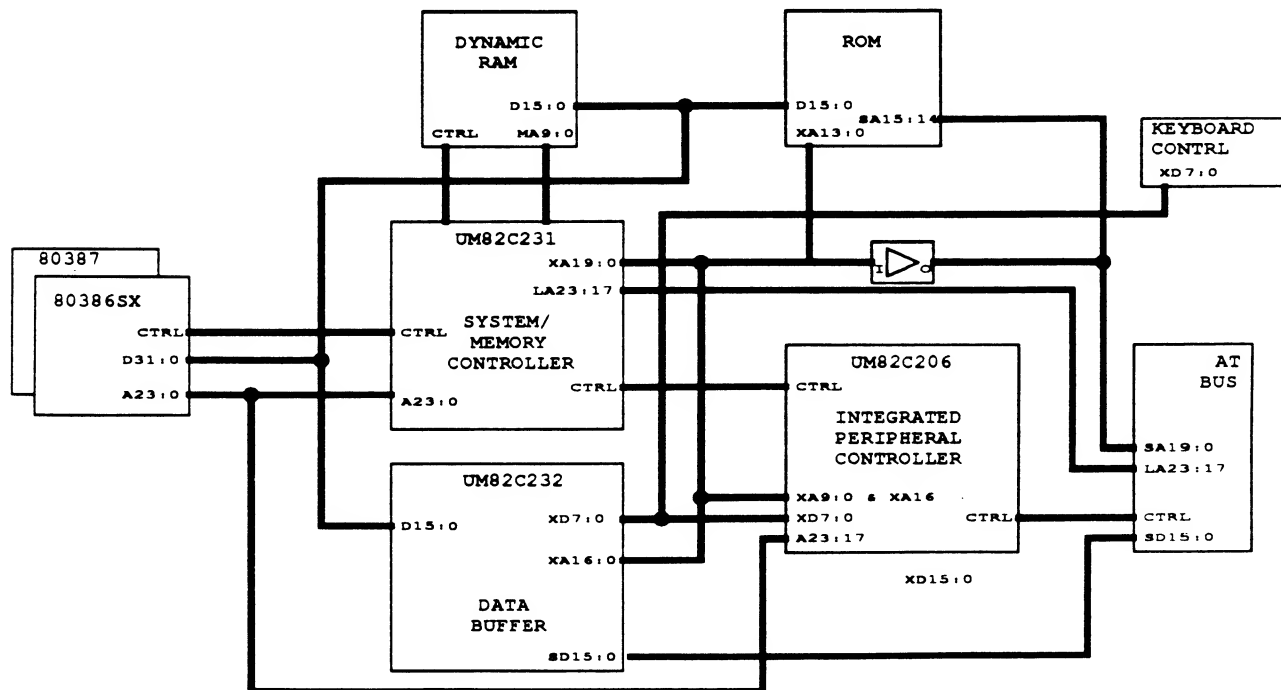 DYNAMIC
RAM
D15:0
CTRL MA9:0
ROM
D15:0
SA15:14
XA13:0
KEYBOARD
CONTRL
XD7:0
80387
80386SX
CTRL
D31:0
A23:0
UM82C231
XA19:0
LA23:17
CTRL
SYSTEM/
MEMORY
CONTROLLER
CTRL
A23:0
I O
UM82C206
CTRL
INTEGRATED
PERIPHERAL
CONTROLLER
XA9:0 & XA16
XD7:0
CTRL
A23:17
AT
BUS
SA19:0
LA23:17
CTRL
SD15:0
UM82C232
D15:0
XD7:0
XA16:0
DATA
BUFFER
SD15:0
XD15:0